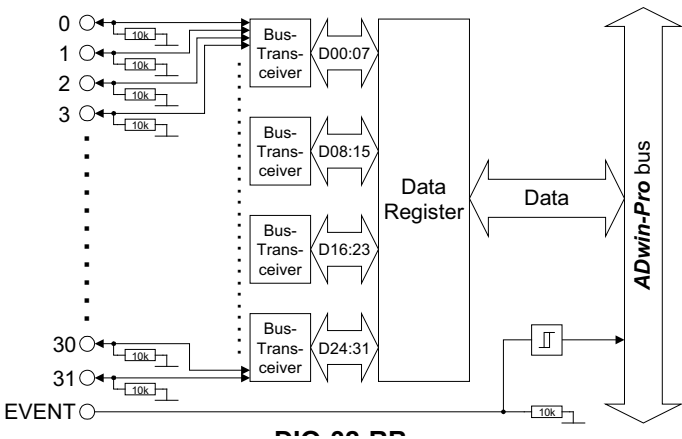 0
10k
1
10k
2
10k
3
10k
30
10k
31
10k
EVENT
Bus-
Trans-
ceiver
D00:07
Bus-
Trans-
ceiver
D08:15
Bus-
Trans-
ceiver
D16:23
Bus-
Trans-
ceiver
D24:31
Data
Register
Data
ADwin-Pro bus
10k